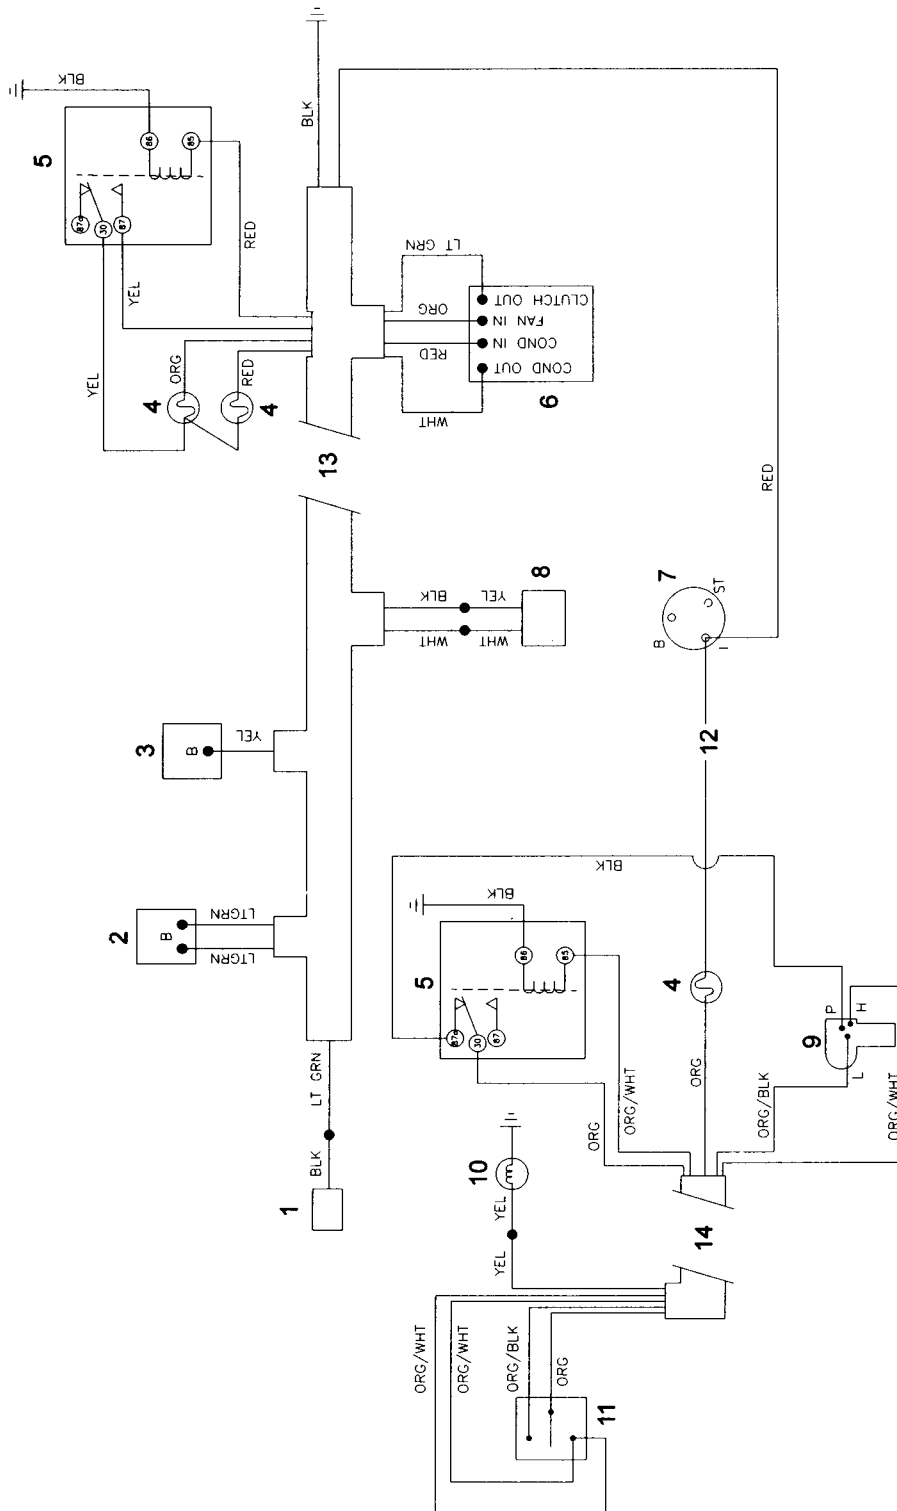 BLK
5
86
85
87a
30
87
YEL
YEL
RED
ORG
RED
4
4
BLK
LT GRN
ORG
RED
WHT
CLUTCH OUT
FAN IN
COND IN
COND OUT
6
13
RED
BLK
YEL
WHT
WHT
8
7
B
ST
I
12
3
B
YEL
2
B
LTGRN
LTGRN
LT GRN
BLK
1
BLK
BLK
5
86
85
87a
30
87
ORG
ORG/WHT
ORG
ORG/BLK
ORG/WHT
4
P
H
L
9
10
YEL
YEL
14
ORG/WHT
ORG/WHT
ORG/BLK
ORG
11